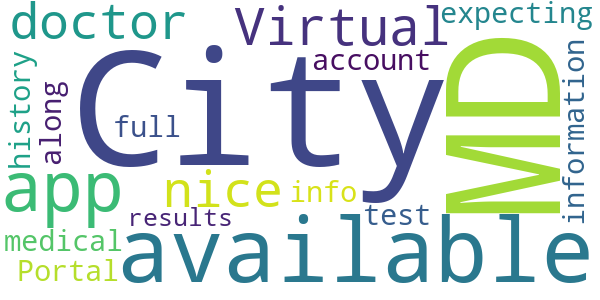 doctor
Virtual
expecting
City
MD
account
history
along
full
information
app
nice
info
results
test
medical
available
Portal